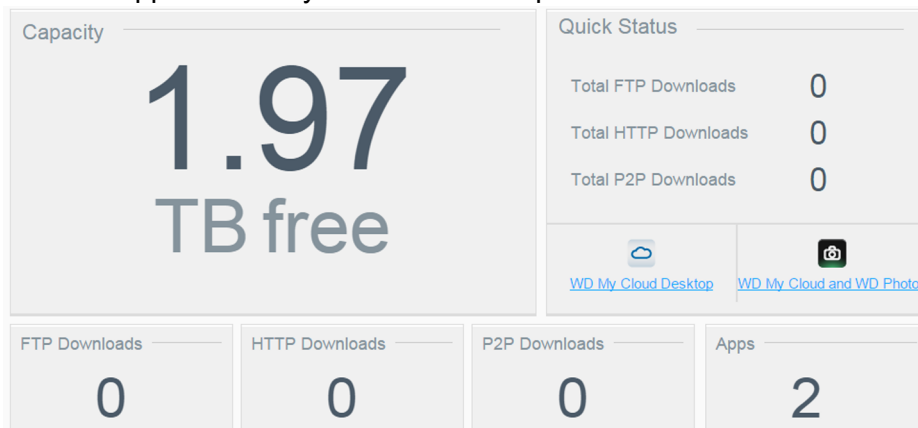 Capacity
1.97
TB free
Quick Status
Total FTP Downloads 0
Total HTTP Downloads 0
Total P2P Downloads 0
WD My Cloud Desktop
WD My Cloud and WD Photo
FTP Downloads
0
HTTP Downloads
0
P2P Downloads
0
Apps
2